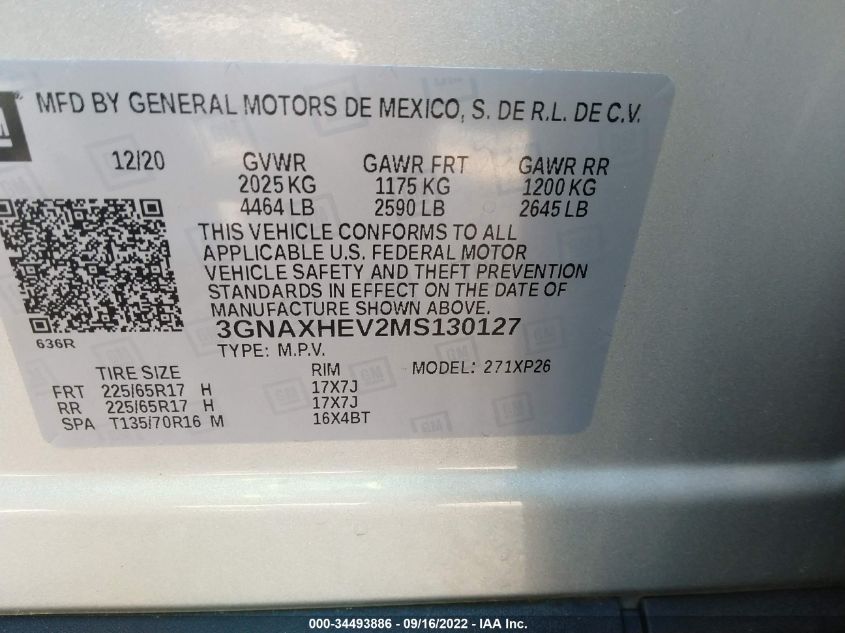 MFD BY GENERAL MOTORS DE MEXICO, S. DE R.L. DE C.V.
12/20 GVWR GAWR FRT GAWR RR
2025 KG 1175 KG 1200 KG
4464 LB 2590 LB 2645 LB
THIS VEHICLE CONFORMS TO ALL
APPLICABLE U.S. FEDERAL MOTOR
VEHICLE SAFETY AND THEFT PREVENTION
STANDARDS IN EFFECT ON THE DATE OF
MANUFACTURE SHOWN ABOVE.
3GNAXHEV2MS130127
636R
TYPE: M.P.V.
TIRE SIZE RIM MODEL: 271XP26
FRT 225/65R17 H 17X7J
RR 225/65R17 H 17X7J
SPA T135/70R16 M 16X4BT
000-34493886 - 09/16/2022 - IAA Inc.